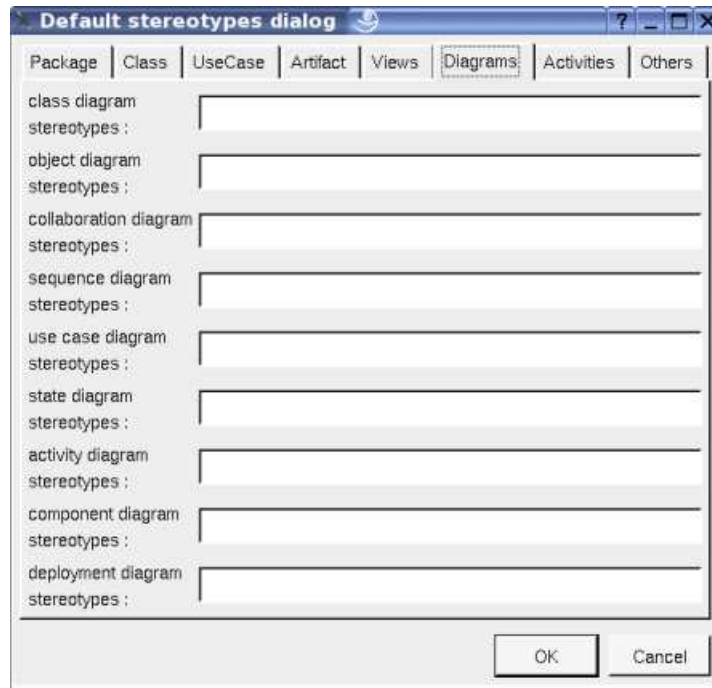 Default stereotypes dialog
Package Class UseCase Artifact Views Diagrams Activities Others
class diagram
stereotypes :
object diagram
stereotypes :
collaboration diagram
stereotypes :
sequence diagram
stereotypes :
use case diagram
stereotypes :
state diagram
stereotypes :
activity diagram
stereotypes :
component diagram
stereotypes :
deployment diagram
stereotypes :
OK Cancel